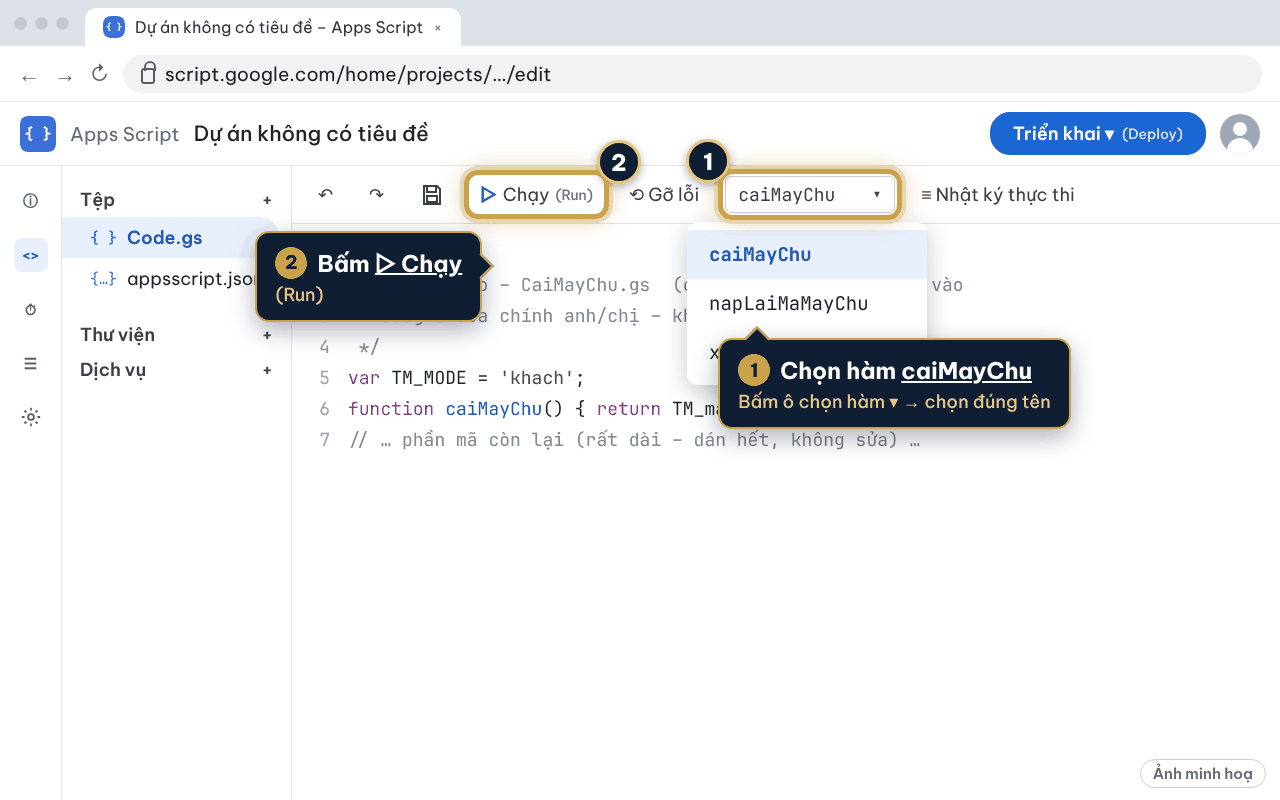 { } Dự án không có tiêu đề – Apps Script ×
script.google.com/home/projects/.../edit
{ } Apps Script Dự án không có tiêu đề
Triển khai ▾ (Deploy)
2
1
Chạy (Run)
Gỡ lỗi
caiMayChu ▾
≡ Nhật ký thực thi
Tệp +
{ } Code.gs
{…} appsscript.json
Thư viện +
Dịch vụ +
<>
2 Bấm ▷ Chạy
(Run)
caiMayChu
napLaiMaMayChu
x
– CaiMayChu.gs ( vào
chính anh/chị –
4 */
5 var TM_MODE = 'khach';
6 function caiMayChu() { return
7 // … phần mã còn lại (rất dài – dán hết, không sửa) …
1 Chọn hàm caiMayChu
Bấm ô chọn hàm ▾ → chọn đúng tên
Ảnh minh hoạ